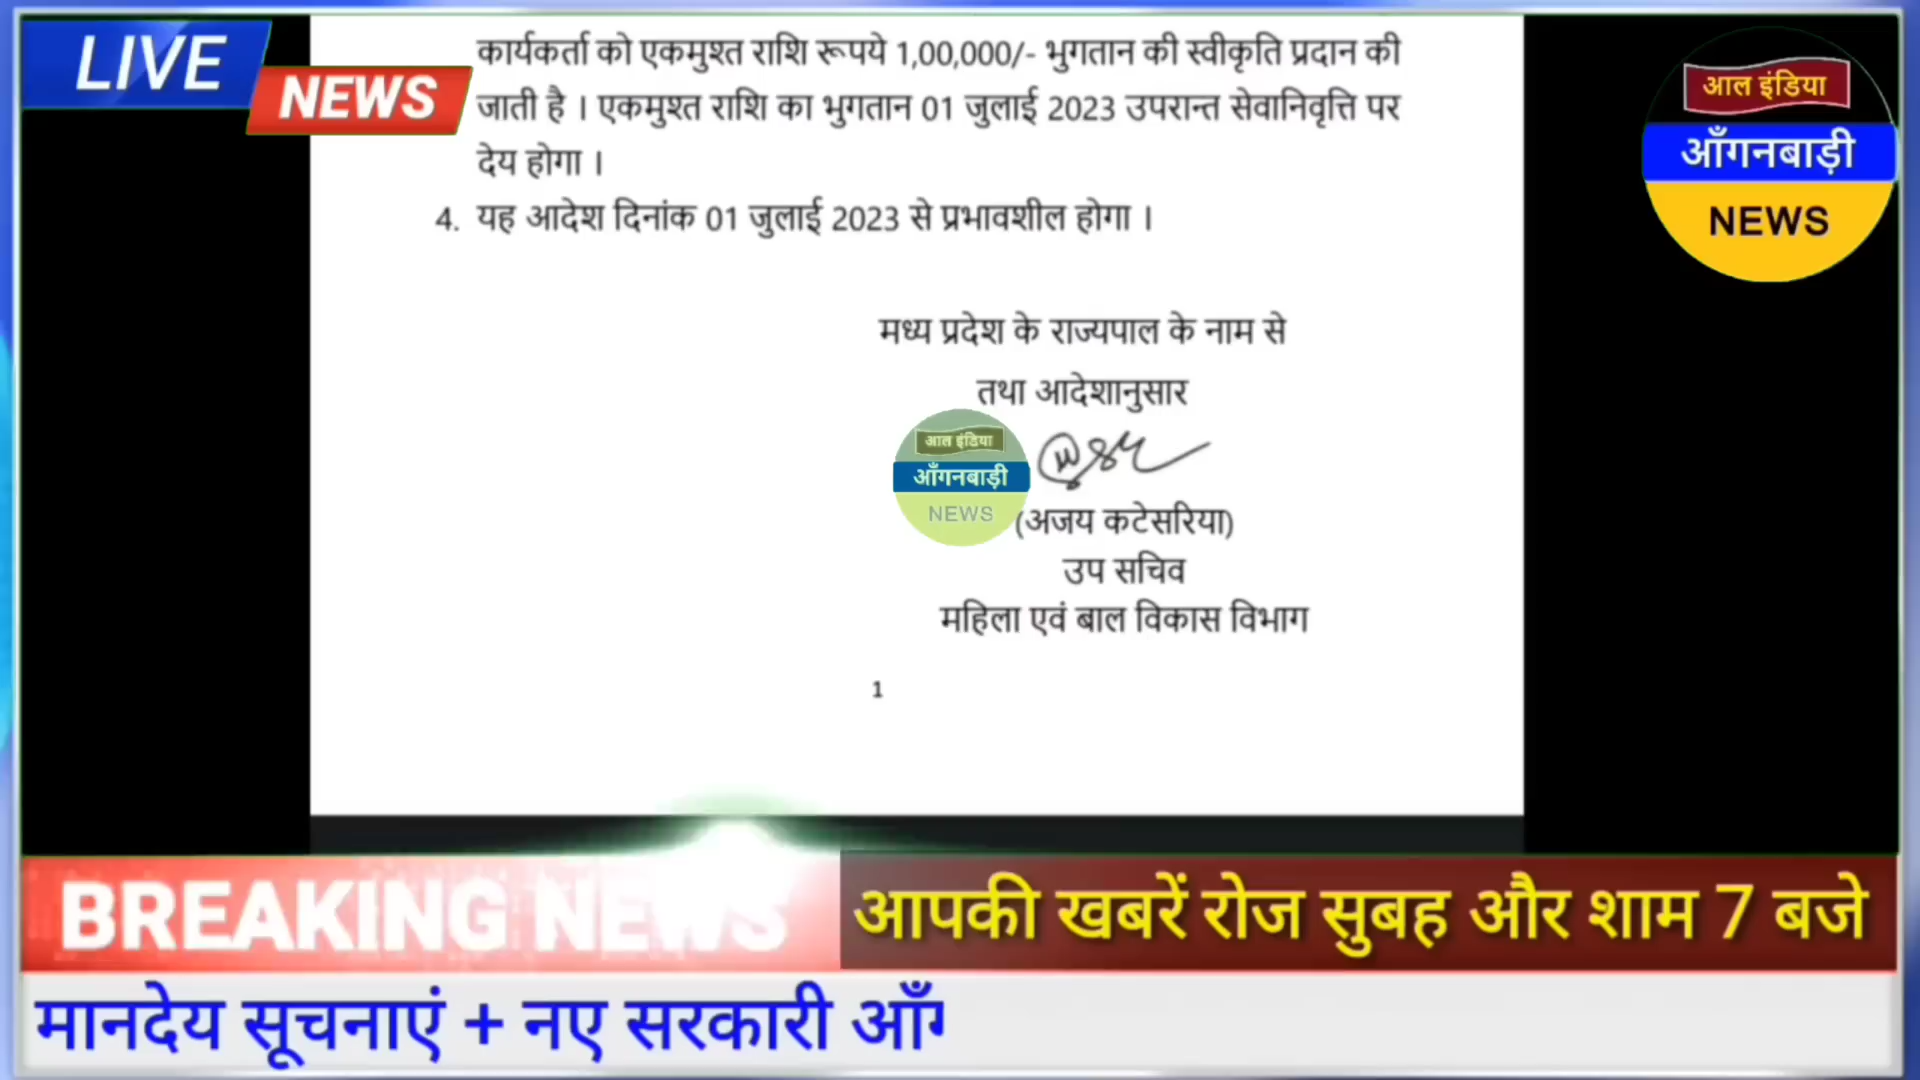 LIVE
NEWS
कार्यकर्ता को एकमुश्त राशि रूपये 1,00,000/- भुगतान की स्वीकृति प्रदान की
जाती है । एकमुश्त राशि का भुगतान 01 जुलाई 2023 उपरान्त सेवानिवृत्ति पर
देय होगा ।
4. यह आदेश दिनांक 01 जुलाई 2023 से प्रभावशील होगा ।
आल इंडिया
आँगनबाड़ी
NEWS
मध्य प्रदेश के राज्यपाल के नाम से
तथा आदेशानुसार
आल इंडिया
आँगनबाड़ी
NEWS
(अजय कटेसरिया)
उप सचिव
महिला एवं बाल विकास विभाग
1
BREAKING NEWS
आपकी खबरें रोज सुबह और शाम 7 बजे
मानदेय सूचनाएं + नए सरकारी